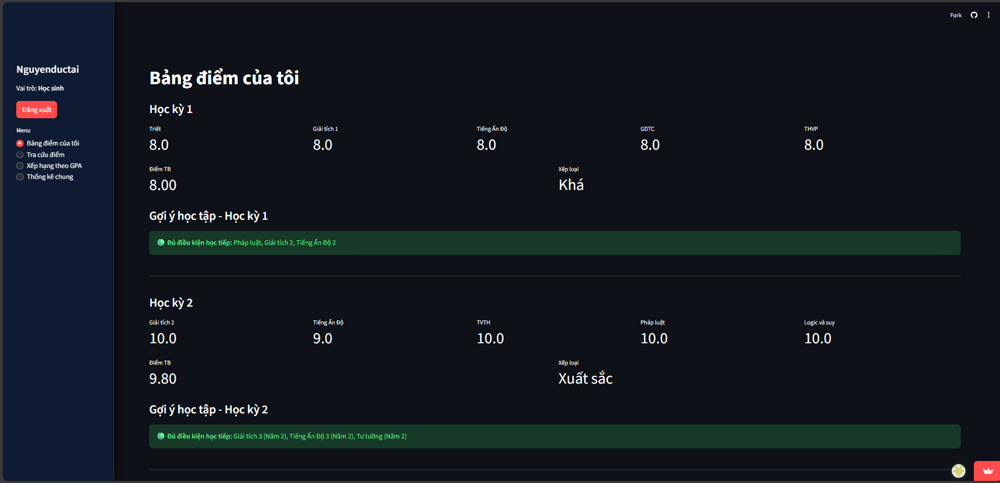 Fork
Nguyenductai
Vai trò: Học sinh
Đăng xuất
Menu
Bảng điểm của tôi
Tra cứu điểm
Xếp hạng theo GPA
Thống kê chung
Bảng điểm của tôi
Học kỳ 1
Triết Giải tích 1 Tiếng Ấn Độ GDTC THVP
8.0 8.0 8.0 8.0 8.0
Điểm TB Xếp loại
8.00 Khá
Gợi ý học tập - Học kỳ 1
Đủ điều kiện học tiếp: Pháp luật, Giải tích 2, Tiếng Ấn Độ 2
Học kỳ 2
Giải tích 2 Tiếng Ấn Độ TVTH Pháp luật Logic và suy
10.0 9.0 10.0 10.0 10.0
Điểm TB Xếp loại
9.80 Xuất sắc
Gợi ý học tập - Học kỳ 2
Đủ điều kiện học tiếp: Giải tích 3 (Năm 2), Tiếng Ấn Độ 3 (Năm 2), Tư tưởng (Năm 2)